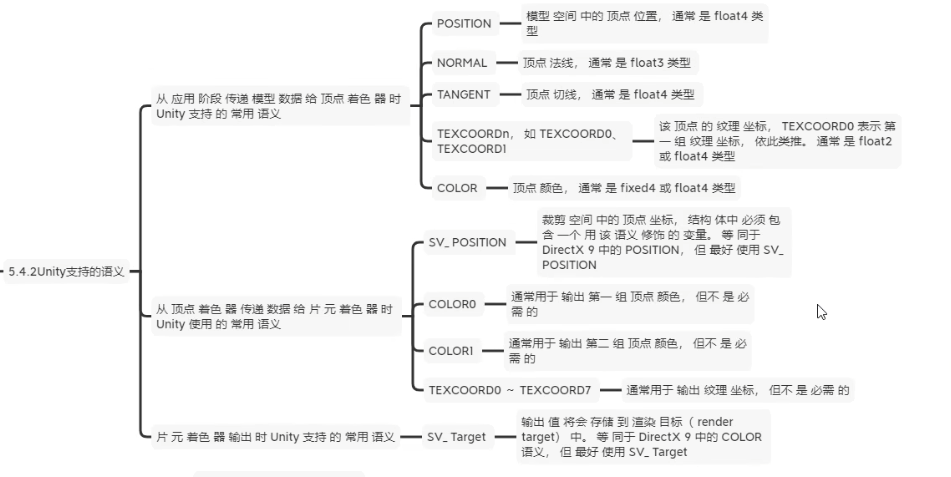 5.4.2Unity支持的语义
从 应用 阶段 传递 模型 数据 给 顶点 着色 器 时
Unity 支持 的 常用 语义
POSITION
模型 空间 中的 顶点 位置， 通常 是 float4 类
型
NORMAL
顶点 法线， 通常 是 float3 类型
TANGENT
顶点 切线， 通常 是 float4 类型
TEXCOORDn， 如 TEXCOORD0、
TEXCOORD1
该 顶点 的 纹理 坐标， TEXCOORD0 表示 第
一 组 纹理 坐标， 依此类推。 通常 是 float2
或 float4 类型
COLOR
顶点 颜色， 通常 是 fixed4 或 float4 类型
从 顶点 着色 器 传递 数据 给 片 元 着色 器 时
Unity 使用 的 常用 语义
SV_ POSITION
裁剪 空间 中的 顶点 坐标， 结构 体中 必须 包
含 一个 用 该 语义 修饰 的 变量。 等 同于
DirectX 9 中的 POSITION， 但 最好 使用 SV_
POSITION
COLOR0
通常用于 输出 第一 组 顶点 颜色， 但不 是 必
需 的
COLOR1
通常用于 输出 第二 组 顶点 颜色， 但不 是 必
需 的
TEXCOORD0 ～ TEXCOORD7
通常用于 输出 纹理 坐标， 但不 是 必需 的
片 元 着色 器 输出 时 Unity 支持 的 常用 语义
SV_ Target
输出 值 将会 存储 到 渲染 目标（ render
target） 中。 等 同于 DirectX 9 中的 COLOR
语义， 但 最好 使用 SV_ Target